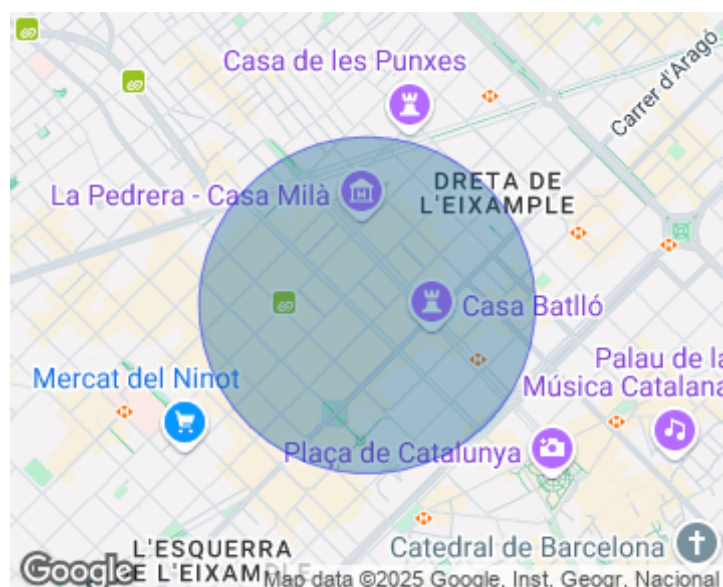 Casa de les Punxes
Carrer d'Aragó
La Pedrera - Casa Milà
DRETA DE
L'EIXAMPLE
Casa Batlló
Mercat del Ninot
Palau de la
Música Catalana
Plaça de Catalunya
L'ESQUERRA
E L'EIXAM
Catedral de Barcelona
Google
Map data ©2025 Google, Inst. Geogr. Nacional